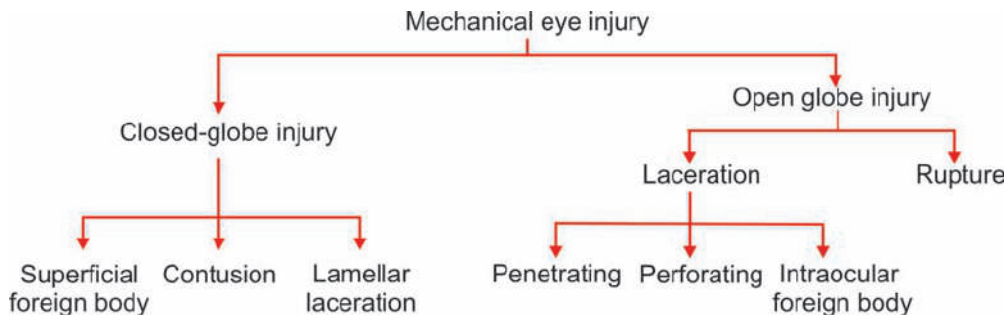 Mechanical eye injury
Open globe injury
Closed-globe injury
Laceration
Rupture
Superficial
foreign body
Contusion
Lamellar
laceration
Penetrating
Perforating
Intraocular
foreign body